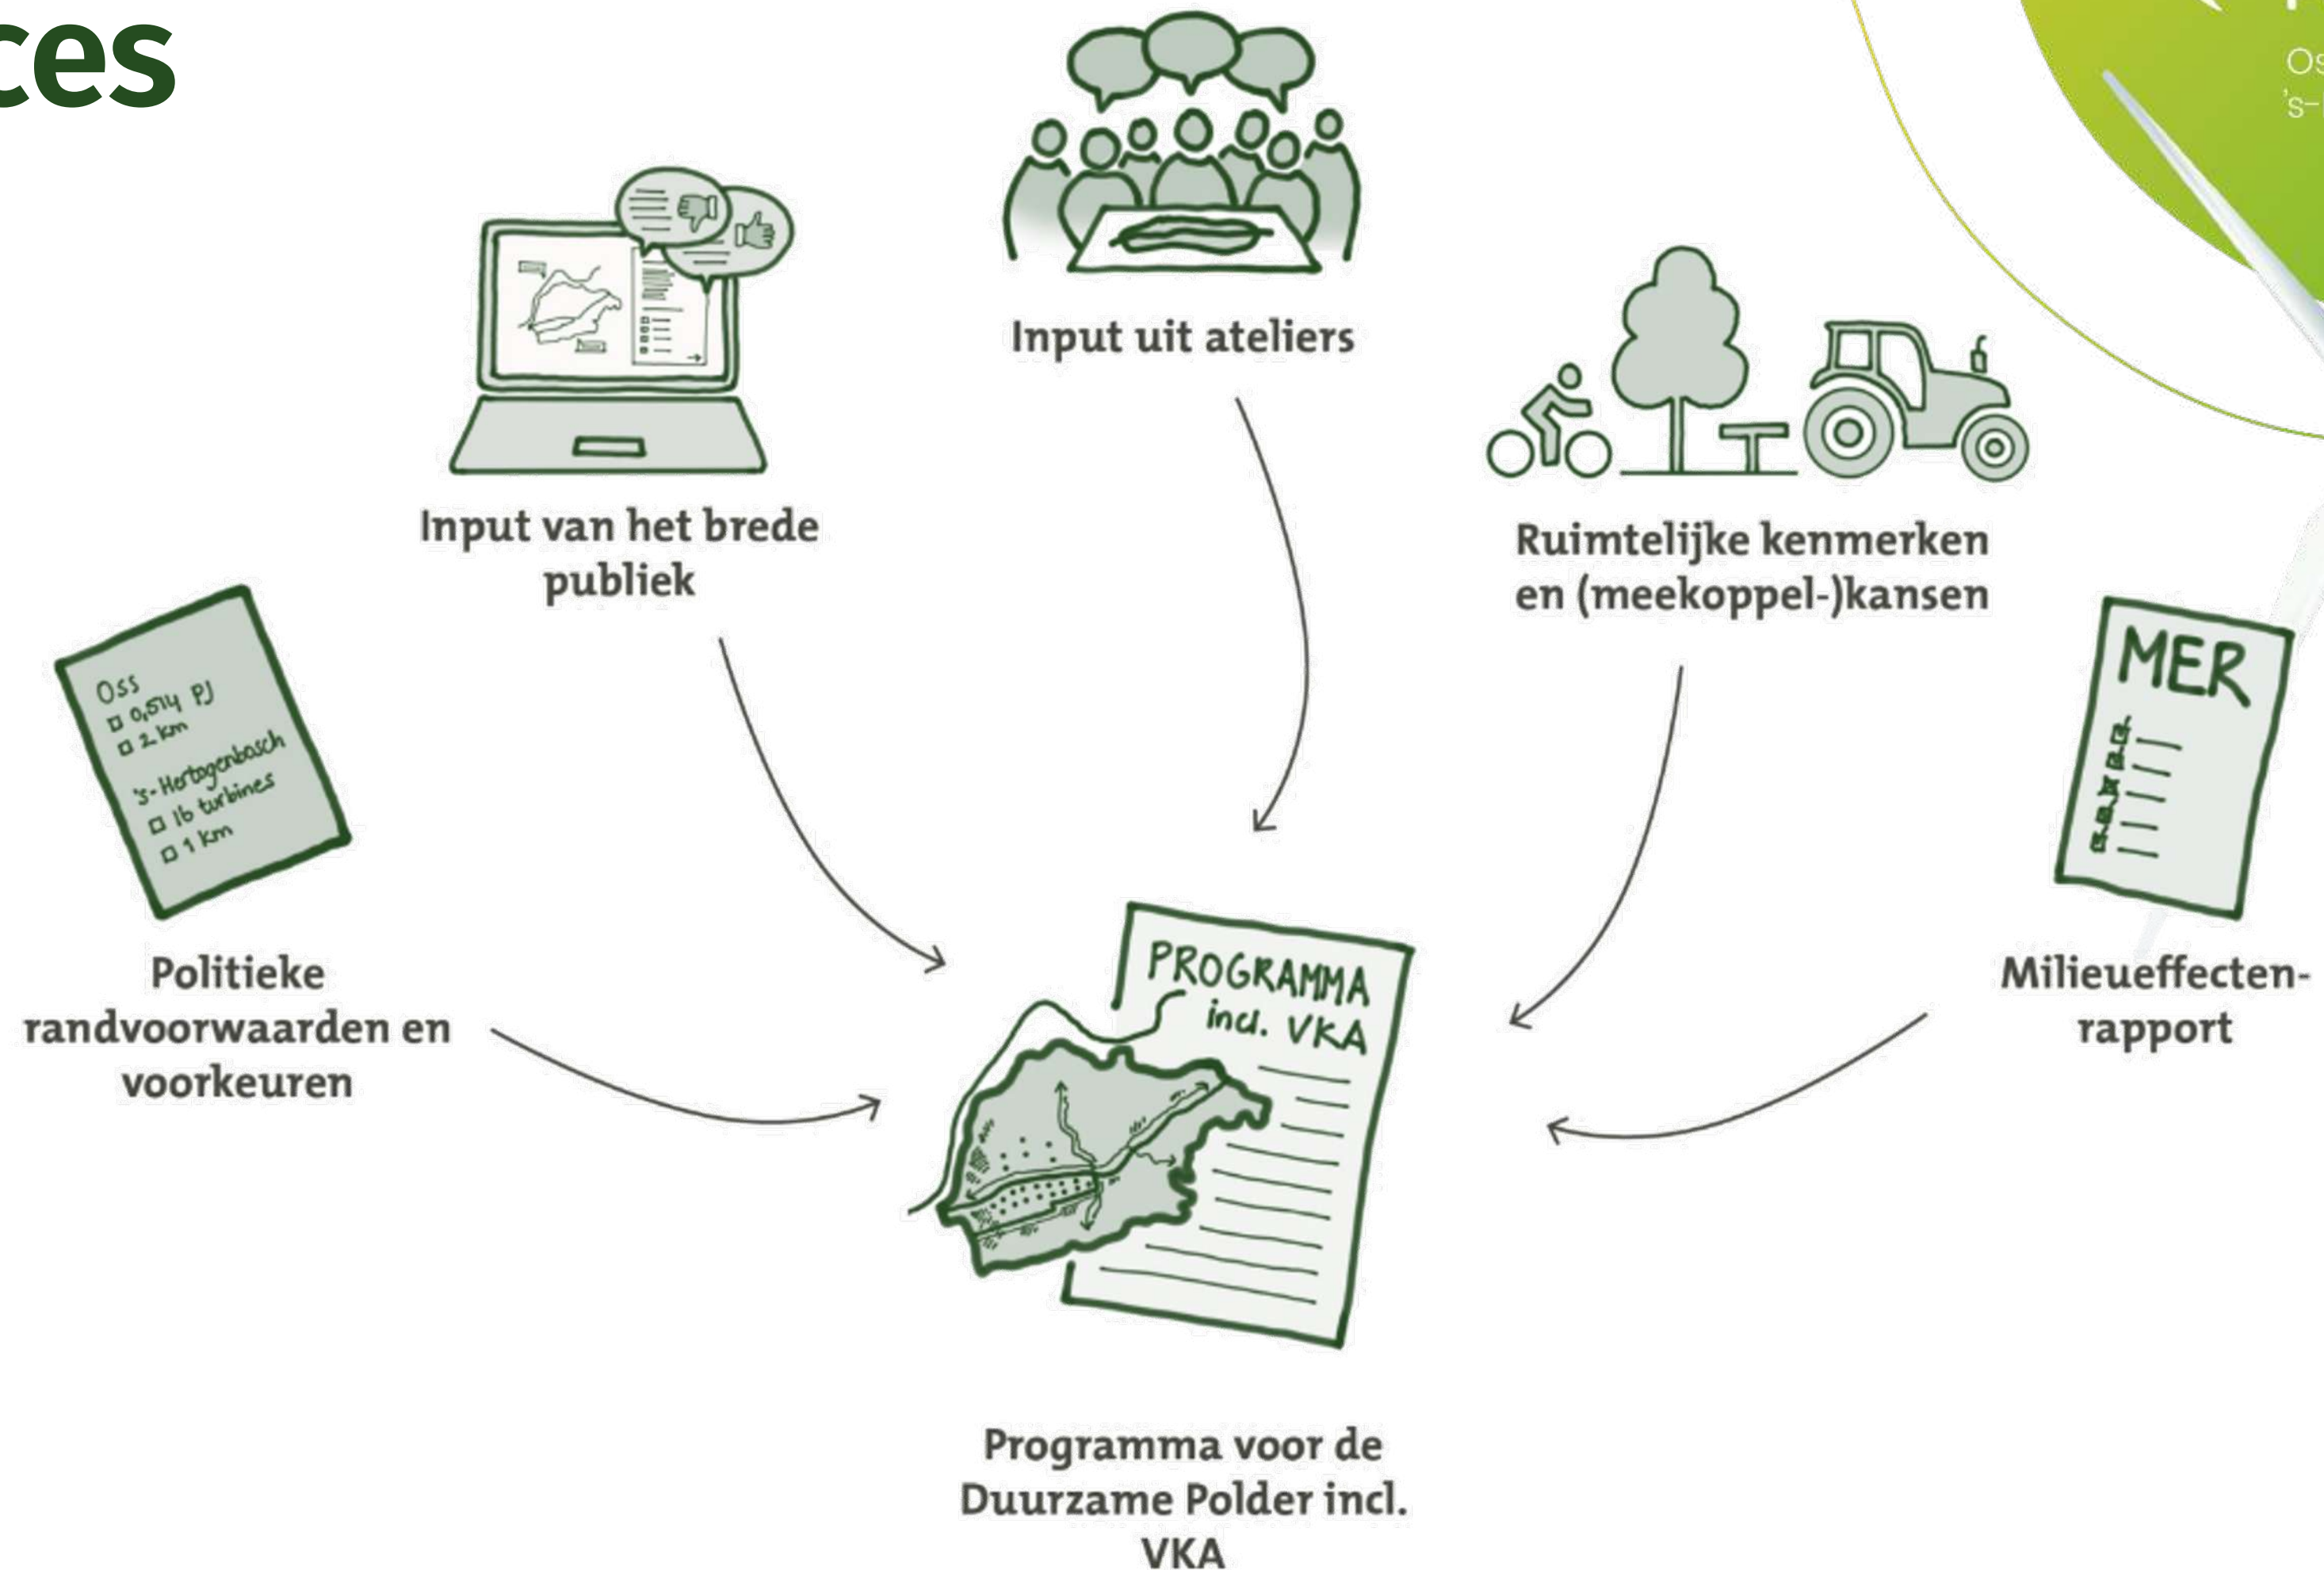 ces
Input uit ateliers
Input van het brede
publiek
Ruimtelijke kenmerken
en (meekoppel-)kansen
Oss
0,514 PJ
2 km
's-Hertogenbosch
16 turbines
1 km
Politieke
randvoorwaarden en
voorkeuren
MER
Milieueffecten-
rapport
PROGRAMMA
incl. VKA
Programma voor de
Duurzame Polder incl.
VKA